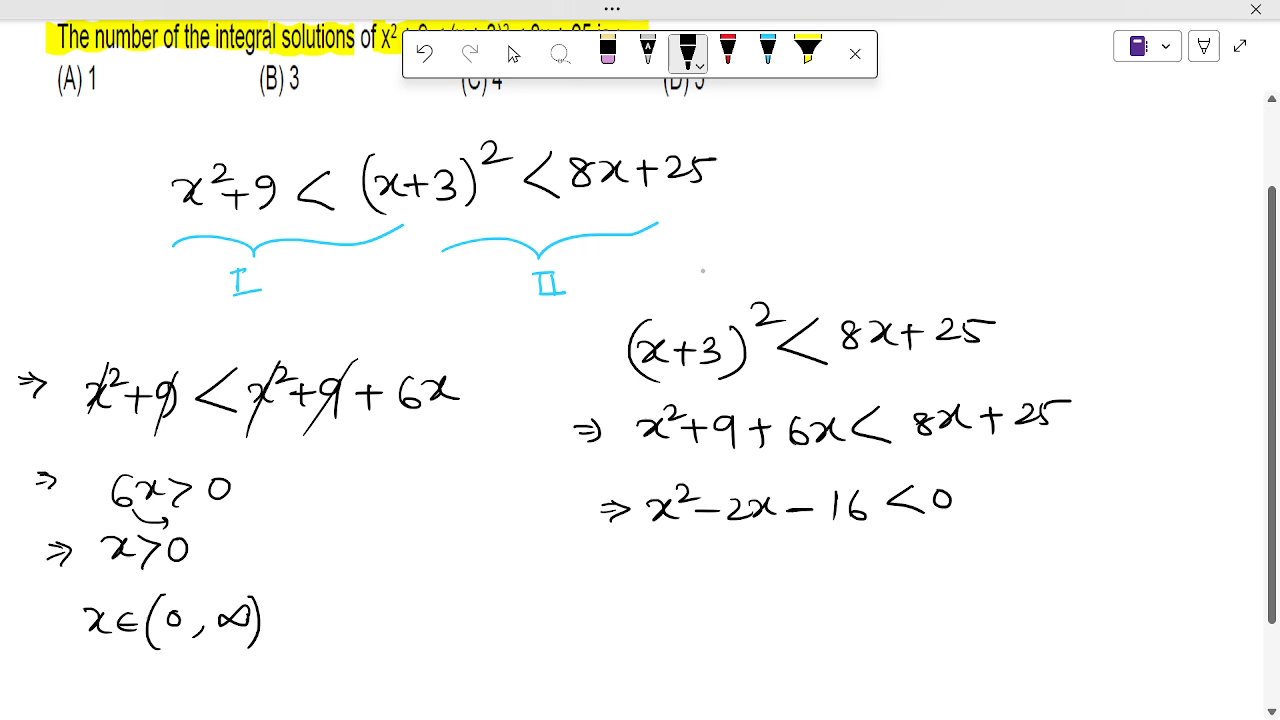 The number of the integral solutions of x²
(A) 1 (B) 3 (C) 4 (D) 5
x²+9 < (x+3)² < 8x+25
I II
(x+3)² < 8x+25
⇒ x²+9 < x²+9 + 6x
⇒ x²+9+6x < 8x+25
⇒ 6x > 0
⇒ x²-2x-16 < 0
⇒ x>0
x∈(0,∞)